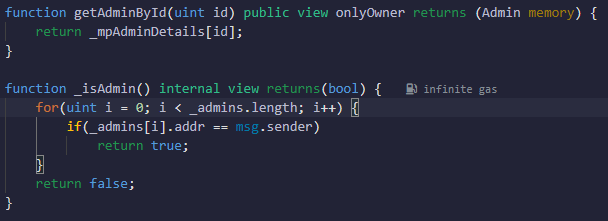 function getAdminById(uint id) public view onlyOwner returns (Admin memory) {
    return _mpAdminDetails[id];
}
function _isAdmin() internal view returns(bool) {    infinite gas
    for(uint i = 0; i < _admins.length; i++) {
        if(_admins[i].addr == msg.sender)
            return true;
    }
    return false;
}